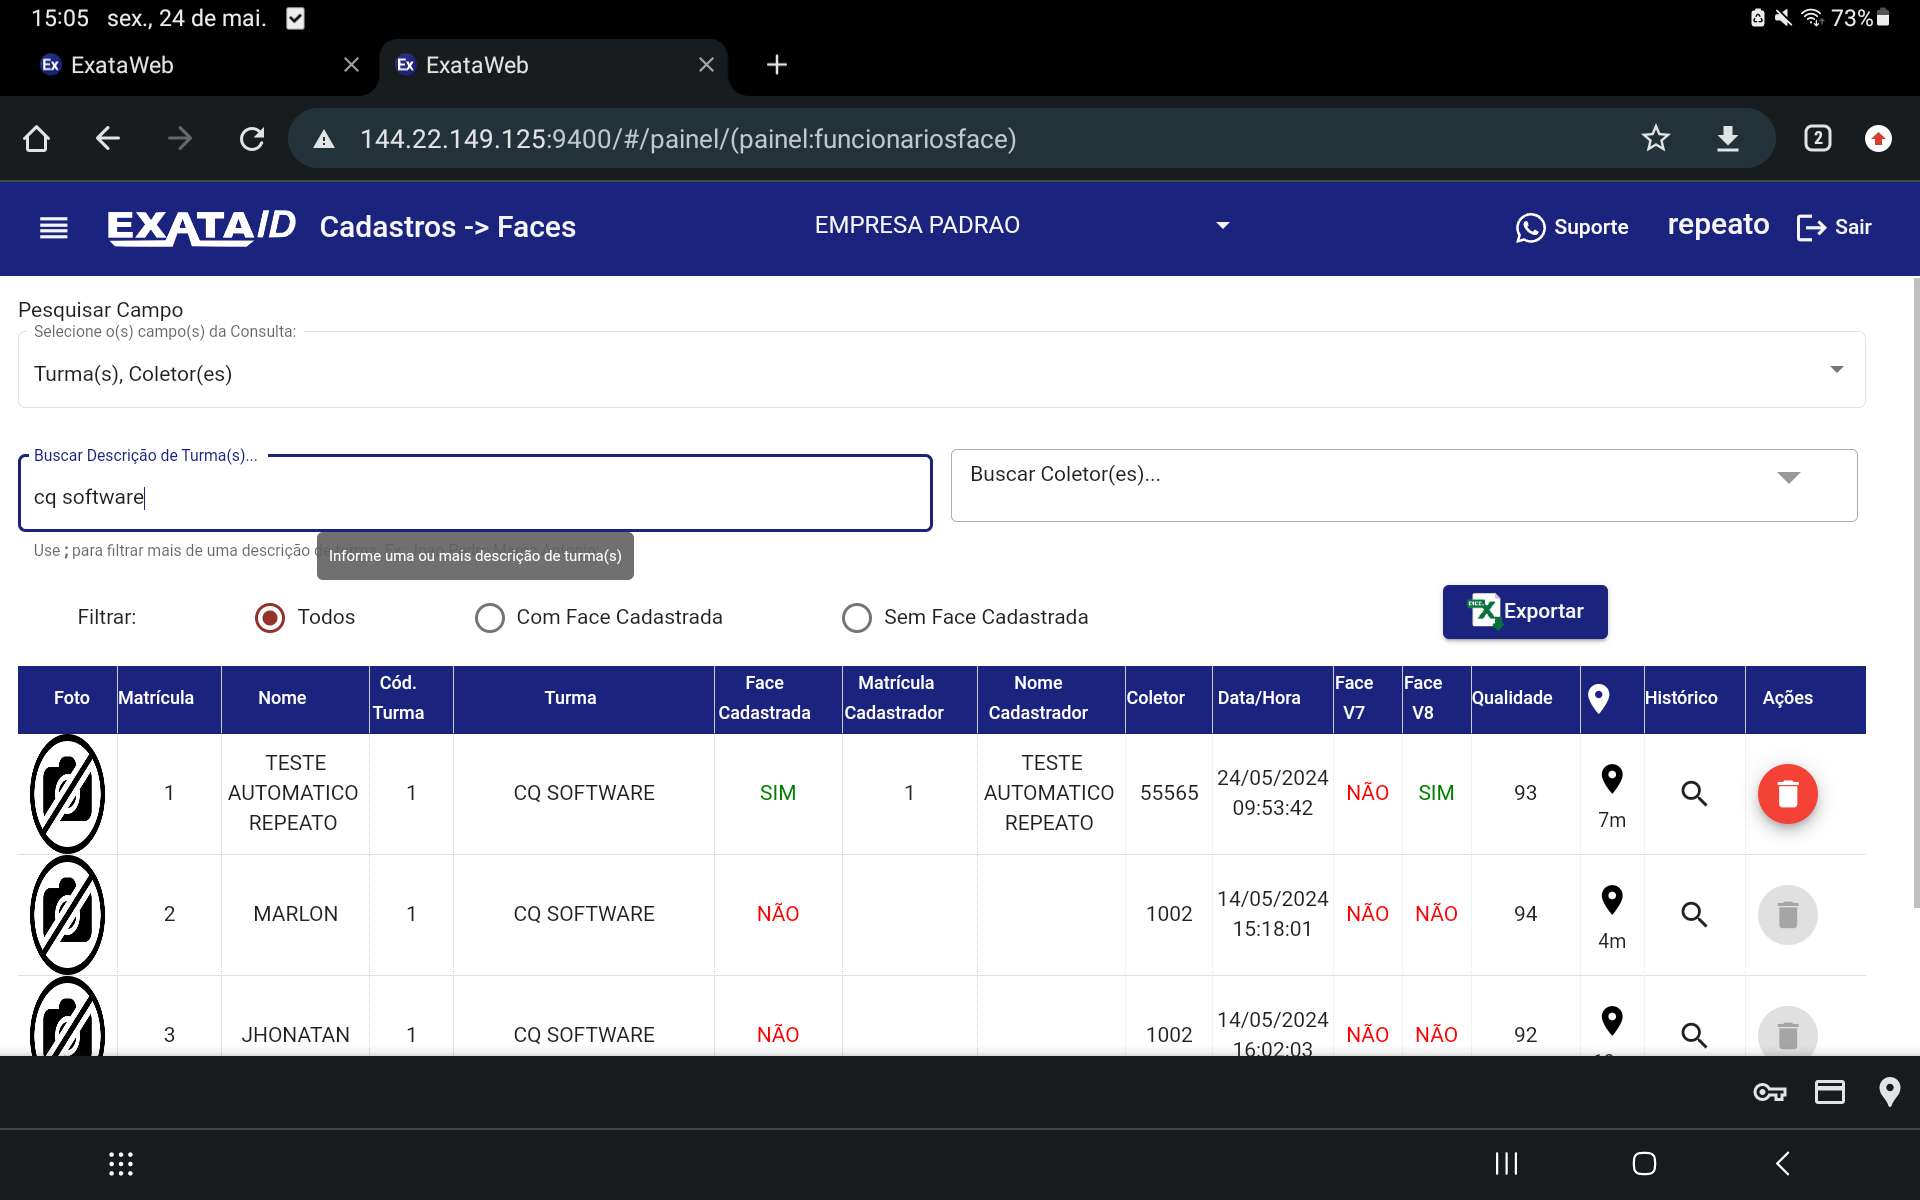 15:05 sex., 24 de mai. 73%
Ex ExataWeb Ex ExataWeb
144.22.149.125:9400/#/painel/(painel:funcionariosface) 2
EXATA/ID Cadastros -> Faces EMPRESA PADRAO Suporte repeato Sair
Pesquisar Campo
Selecione o(s) campo(s) da Consulta:
Turma(s), Coletor(es)
Buscar Descrição de Turma(s)...
cq software
Buscar Coletor(es)...
Use ; para filtrar mais de uma descrição
Informe uma ou mais descrição de turma(s)
Filtrar: Todos Com Face Cadastrada Sem Face Cadastrada Exportar
Foto Matrícula Nome Cód. Turma Turma Face Cadastrada Matrícula Cadastrador Nome Cadastrador Coletor Data/Hora Face V7 Face V8 Qualidade Histórico Ações
1 TESTE AUTOMATICO REPEATO 1 CQ SOFTWARE SIM 1 TESTE AUTOMATICO REPEATO 55565 24/05/2024 09:53:42 NÃO SIM 93 7m
2 MARLON 1 CQ SOFTWARE NÃO 1002 14/05/2024 15:18:01 NÃO NÃO 94 4m
3 JHONATAN 1 CQ SOFTWARE NÃO 1002 14/05/2024 16:02:03 NÃO NÃO 92